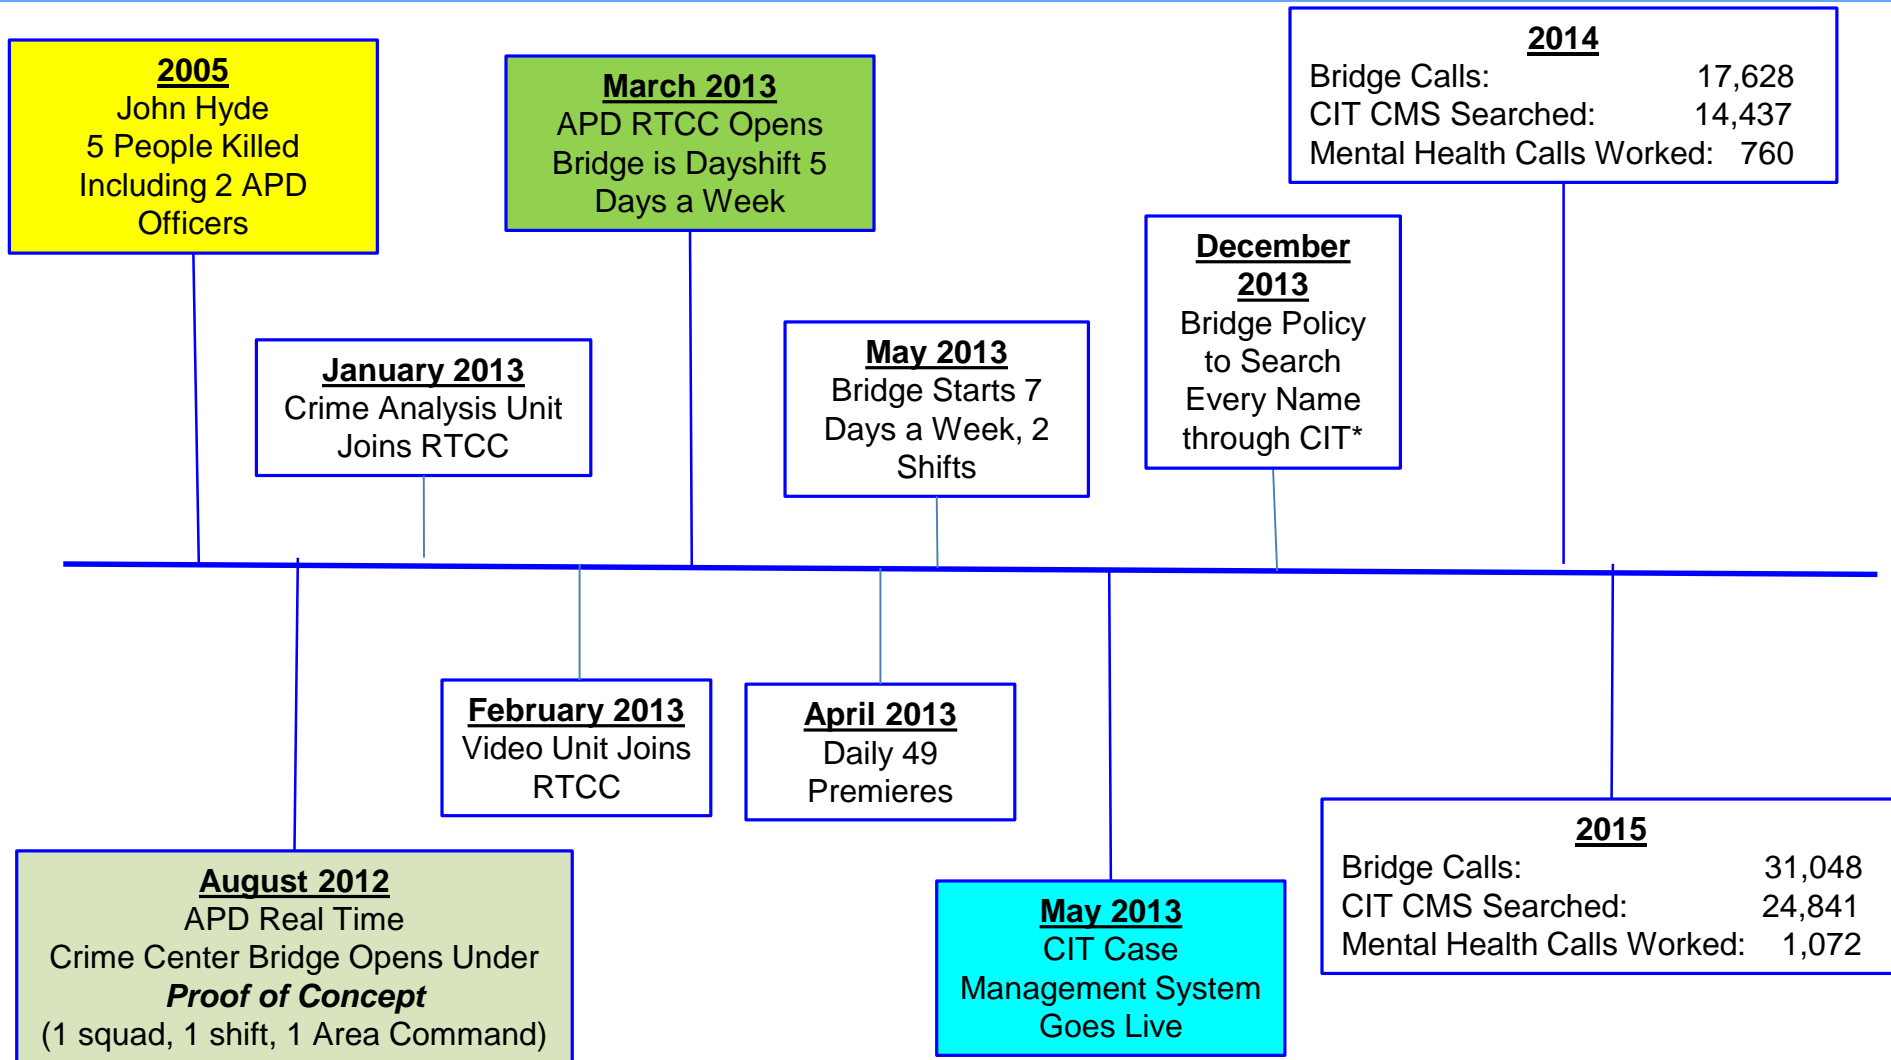 2005
John Hyde
5 People Killed
Including 2 APD
Officers
August 2012
APD Real Time
Crime Center Bridge Opens Under
Proof of Concept
(1 squad, 1 shift, 1 Area Command)
January 2013
Crime Analysis Unit
Joins RTCC
February 2013
Video Unit Joins
RTCC
March 2013
APD RTCC Opens
Bridge is Dayshift 5
Days a Week
April 2013
Daily 49
Premieres
May 2013
Bridge Starts 7
Days a Week, 2
Shifts
May 2013
CIT Case
Management System
Goes Live
December
2013
Bridge Policy
to Search
Every Name
through CIT*
2014
Bridge Calls: 17,628
CIT CMS Searched: 14,437
Mental Health Calls Worked: 760
2015
Bridge Calls: 31,048
CIT CMS Searched: 24,841
Mental Health Calls Worked: 1,072